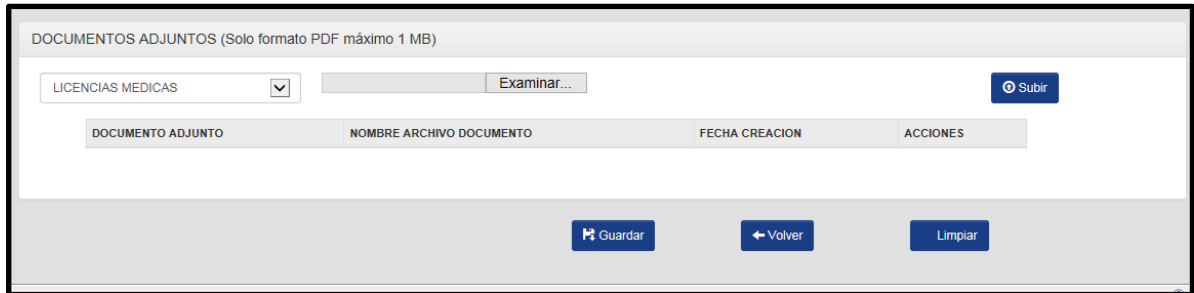 DOCUMENTOS ADJUNTOS (Solo formato PDF máximo 1 MB)
LICENCIAS MEDICAS Examinar... Subir
DOCUMENTO ADJUNTO NOMBRE ARCHIVO DOCUMENTO FECHA CREACION ACCIONES
Guardar Volver Limpiar